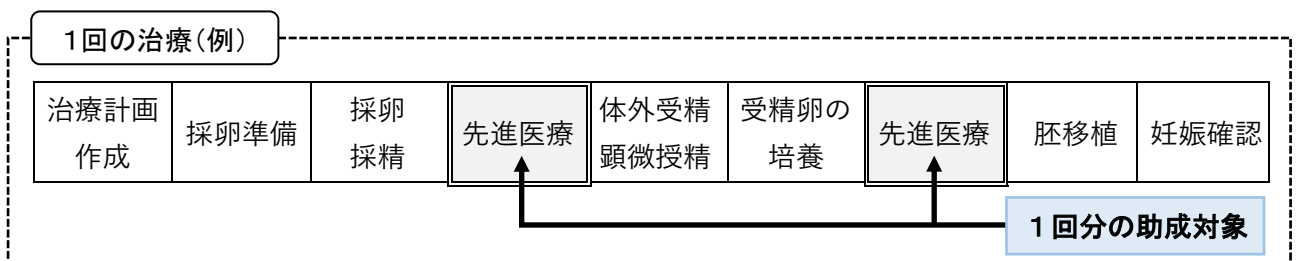 1回の治療(例)
治療計画
作成
採卵準備
採卵
採精
先進医療
体外受精
顕微授精
受精卵の
培養
先進医療
胚移植
妊娠確認
1回分の助成対象